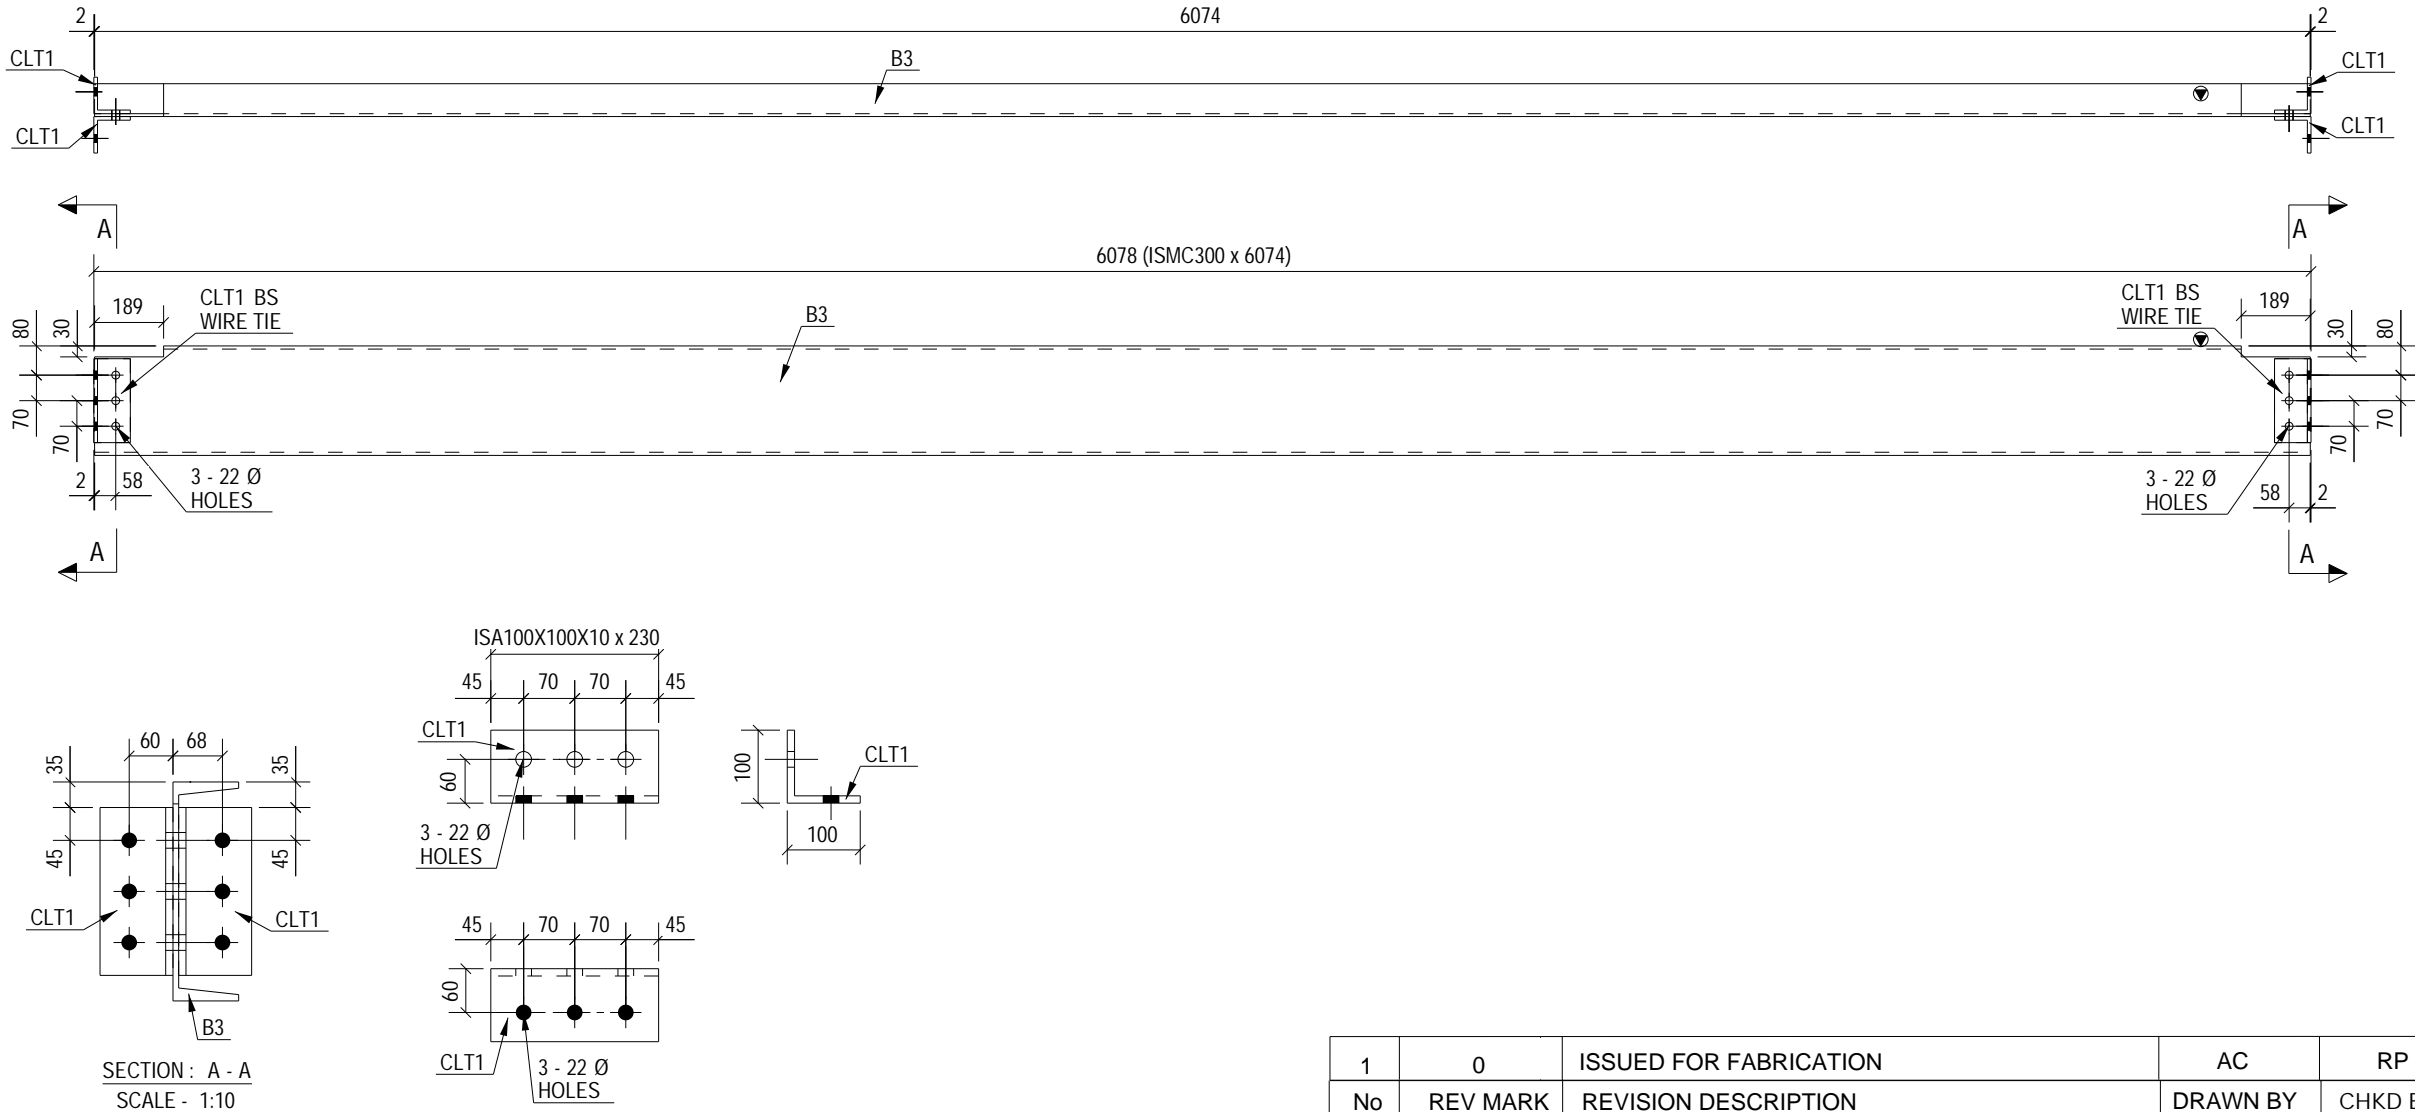 2
6074
2
CLT1
B3
CLT1
CLT1
CLT1
A
A
6078 (ISMC300 x 6074)
189
CLT1 BS
WIRE TIE
B3
CLT1 BS
WIRE TIE
189
80
30
30
80
70
70
70
70
2
58
3 - 22 Ø
HOLES
3 - 22 Ø
HOLES
58
2
A
A
ISA100X100X10 x 230
45
70
70
45
CLT1
60
3 - 22 Ø
HOLES
100
CLT1
100
60
68
35
35
45
45
CLT1
CLT1
B3
SECTION : A - A
SCALE - 1:10
45
70
70
45
60
CLT1
3 - 22 Ø
HOLES
1
0
ISSUED FOR FABRICATION
AC
RP
No
REV MARK
REVISION DESCRIPTION
DRAWN BY
CHKD